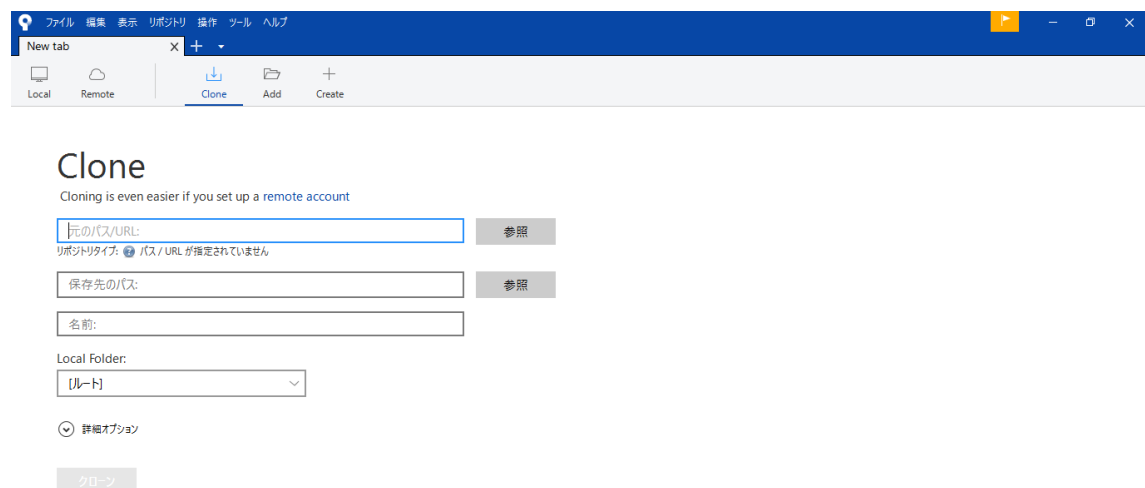 ファイル 編集 表示 リポジトリ 操作 ツール ヘルプ
New tab
Local Remote Clone Add Create
Clone
Cloning is even easier if you set up a remote account
元のパス/URL: 参照
リポジトリタイプ: ? パス / URL が指定されていません
保存先のパス: 参照
名前:
Local Folder:
[ルート]
詳細オプション
クローン